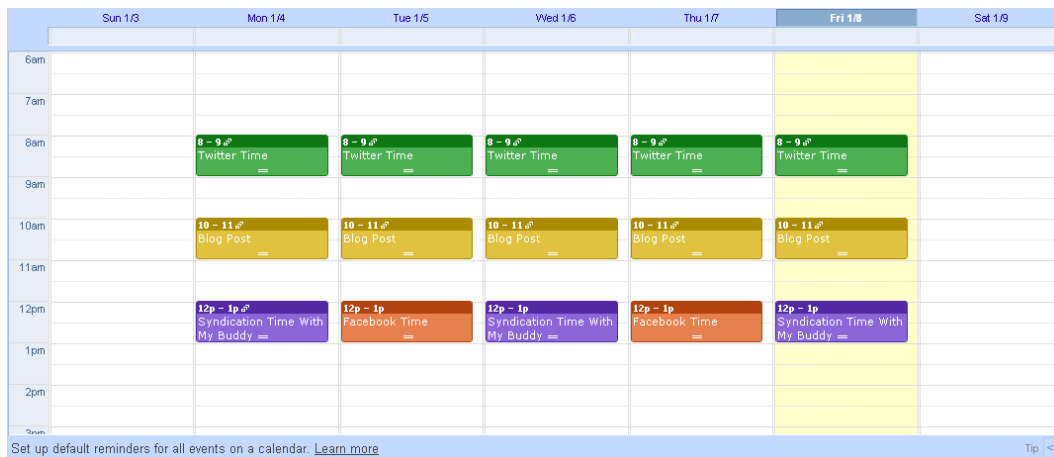 Sun 1/3 Mon 1/4 Tue 1/5 Wed 1/6 Thu 1/7 Fri 1/8 Sat 1/9
6am
7am
8am
8 – 9 8 – 9 8 – 9 8 – 9 8 – 9
Twitter Time Twitter Time Twitter Time Twitter Time Twitter Time
9am
10am
10 – 11 10 – 11 10 – 11 10 – 11 10 – 11
Blog Post Blog Post Blog Post Blog Post Blog Post
11am
12pm
12p – 1p 12p – 1p 12p – 1p 12p – 1p 12p – 1p
Syndication Time With Facebook Time Syndication Time With Facebook Time Syndication Time With
My Buddy My Buddy My Buddy
1pm
2pm
3pm
Set up default reminders for all events on a calendar. Learn more Tip <